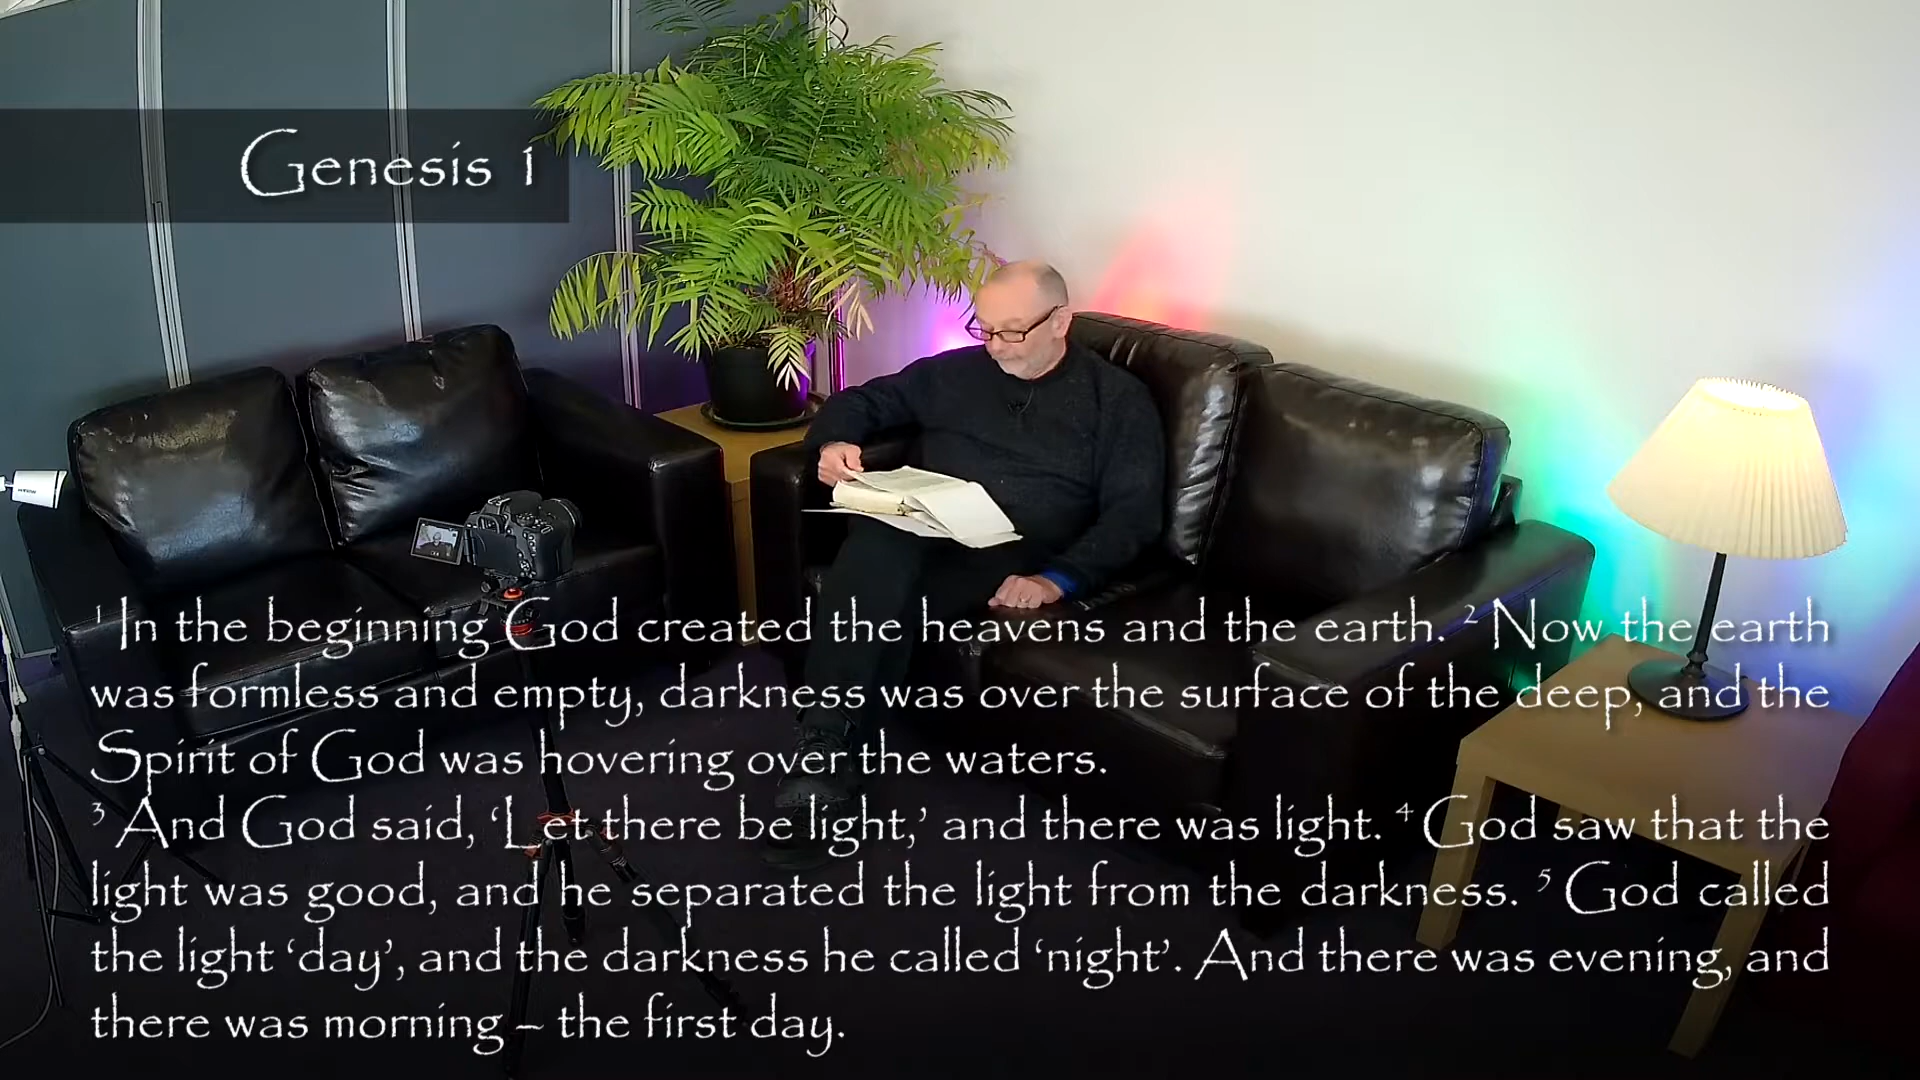 Genesis 1
¹ In the beginning God created the heavens and the earth. ² Now the earth
was formless and empty, darkness was over the surface of the deep, and the
Spirit of God was hovering over the waters.
³ And God said, ‘Let there be light,’ and there was light. ⁴ God saw that the
light was good, and he separated the light from the darkness. ⁵ God called
the light ‘day’, and the darkness he called ‘night’. And there was evening, and
there was morning – the first day.